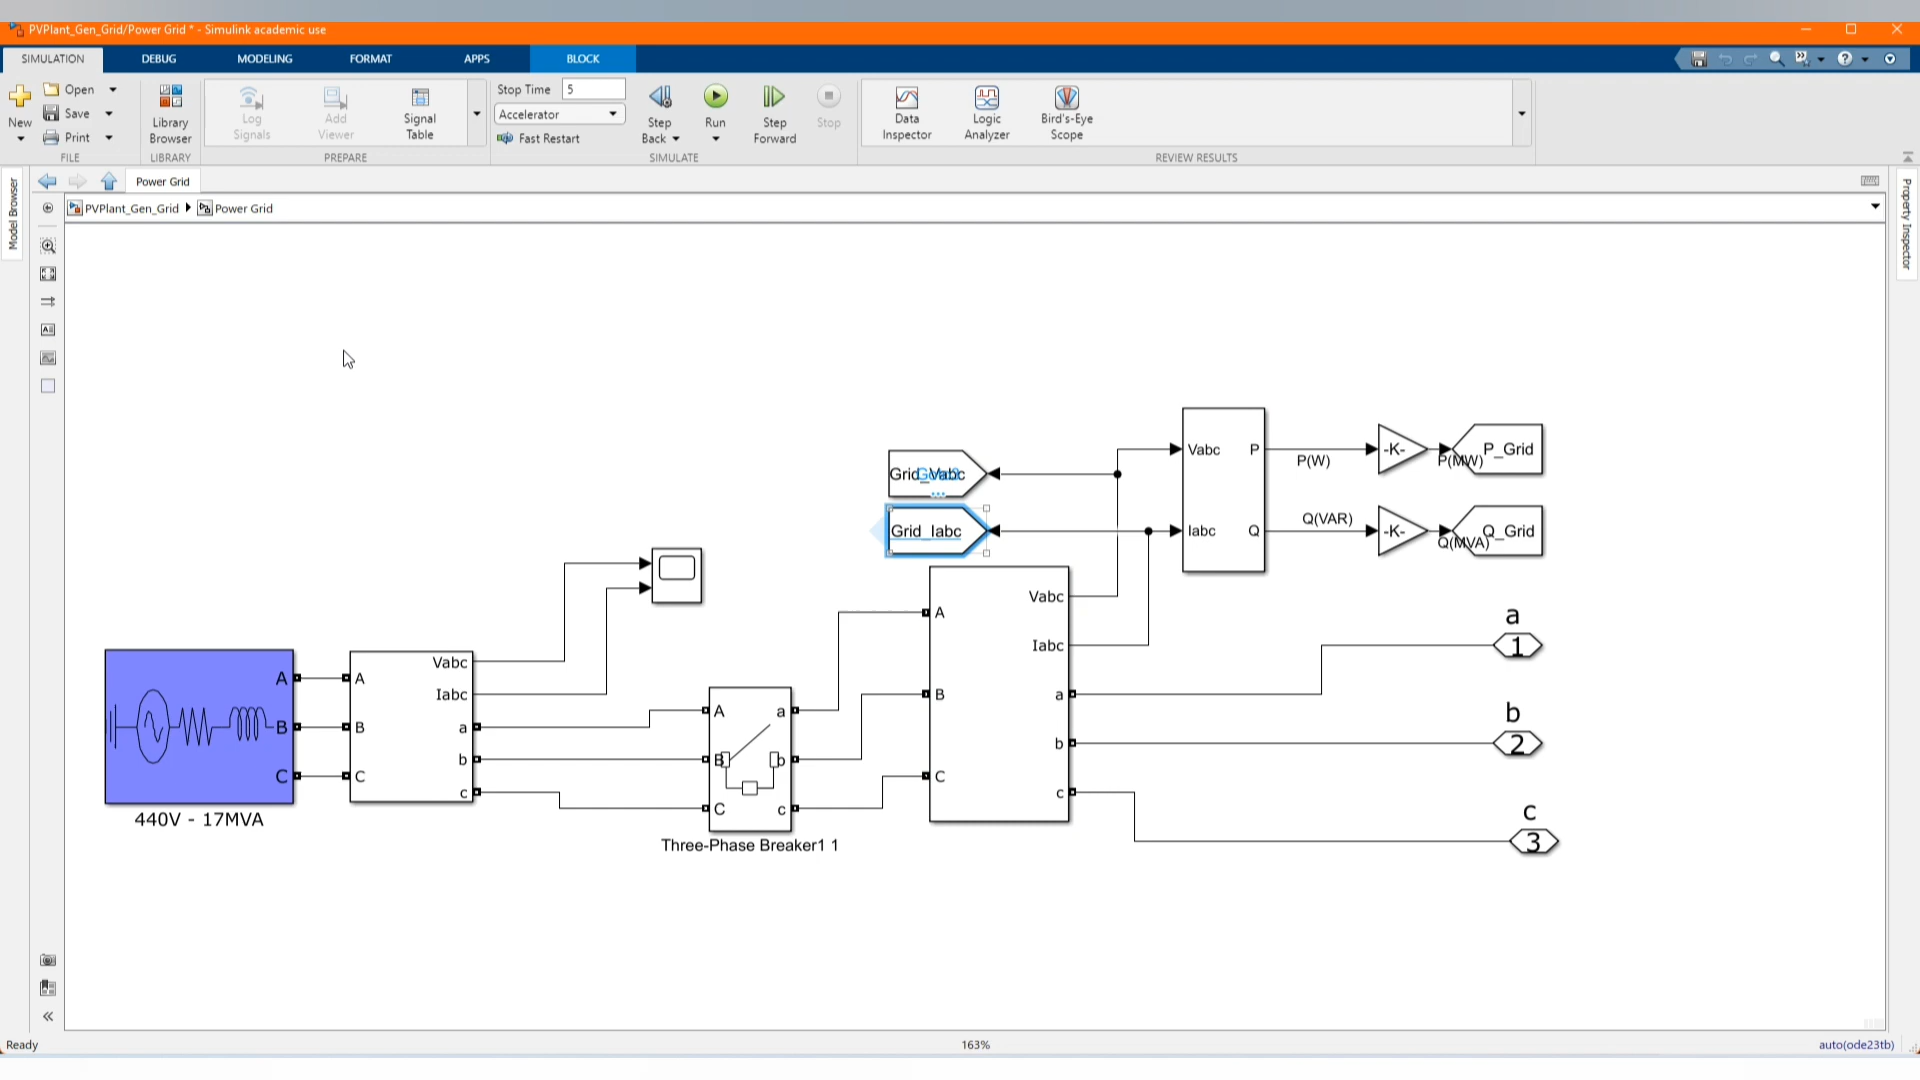 PVPlant_Gen_Grid/Power Grid * - Simulink academic use
SIMULATION
DEBUG
MODELING
FORMAT
APPS
BLOCK
New
Open
Save
Print
FILE
Library
Browser
LIBRARY
Log
Signals
Add
Viewer
Signal
Table
PREPARE
Stop Time
5
Accelerator
Fast Restart
Step
Back
Run
Step
Forward
Stop
SIMULATE
Data
Inspector
Logic
Analyzer
Bird's-Eye
Scope
REVIEW RESULTS
Model Browser
Property Inspector
Power Grid
PVPlant_Gen_Grid
Power Grid
Grid_Vabc
Grid_Iabc
Vabc
P
Iabc
Q
P(W)
-K-
P(MW)
P_Grid
Q(VAR)
-K-
Q(MVA)
Q_Grid
A
B
C
440V - 17MVA
A
B
C
Vabc
Iabc
a
b
c
A
B
C
a
b
c
Three-Phase Breaker1 1
A
B
C
Vabc
Iabc
a
b
c
a
1
b
2
c
3
Ready
163%
auto(ode23tb)